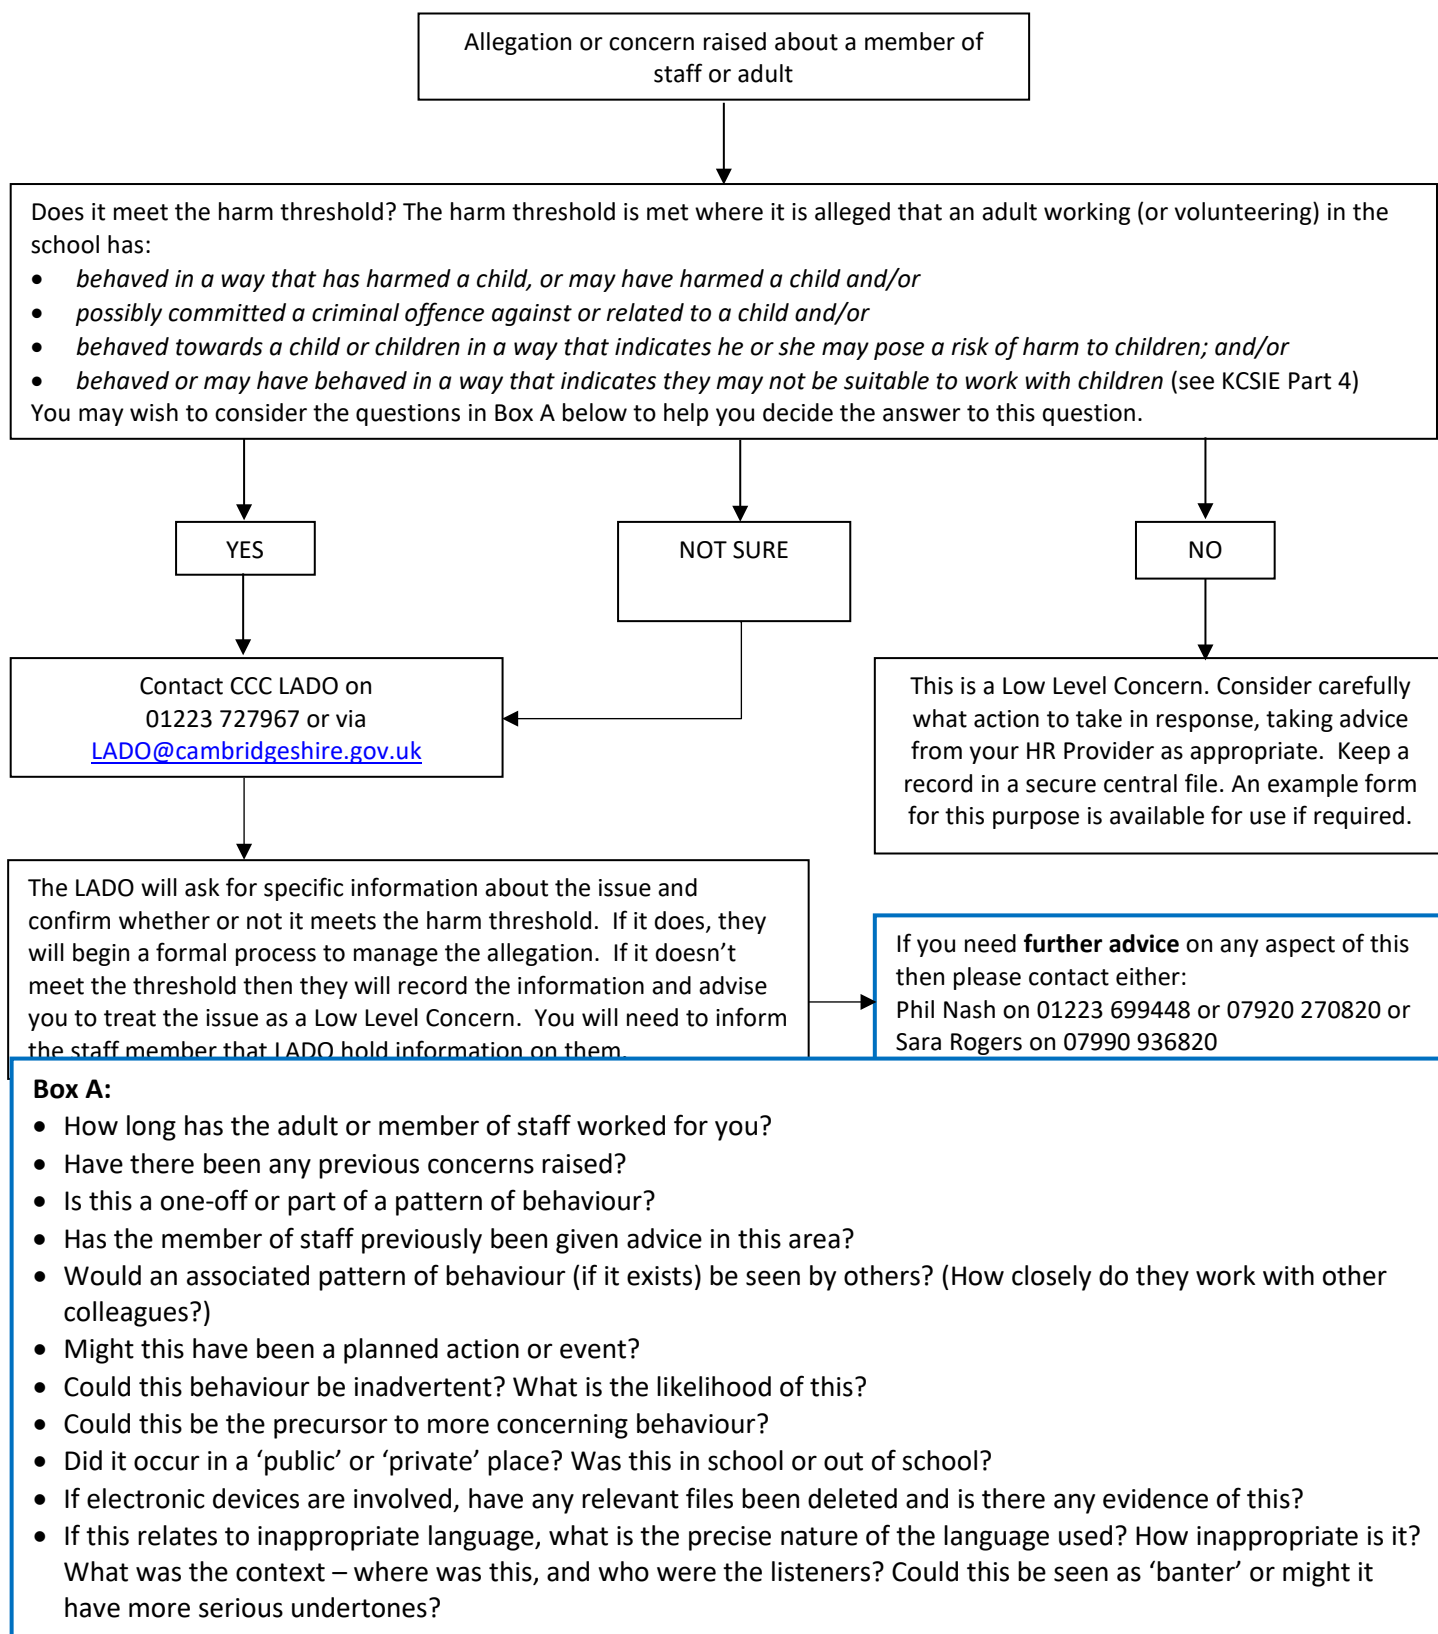 Allegation or concern raised about a member of
staff or adult
Does it meet the harm threshold? The harm threshold is met where it is alleged that an adult working (or volunteering) in the
school has:
• behaved in a way that has harmed a child, or may have harmed a child and/or
• possibly committed a criminal offence against or related to a child and/or
• behaved towards a child or children in a way that indicates he or she may pose a risk of harm to children; and/or
• behaved or may have behaved in a way that indicates they may not be suitable to work with children (see KCSIE Part 4)
You may wish to consider the questions in Box A below to help you decide the answer to this question.
YES
NOT SURE
NO
Contact CCC LADO on
01223 727967 or via
LADO@cambridgeshire.gov.uk
This is a Low Level Concern. Consider carefully
what action to take in response, taking advice
from your HR Provider as appropriate.  Keep a
record in a secure central file. An example form
for this purpose is available for use if required.
The LADO will ask for specific information about the issue and
confirm whether or not it meets the harm threshold.  If it does, they
will begin a formal process to manage the allegation.  If it doesn't
meet the threshold then they will record the information and advise
you to treat the issue as a Low Level Concern.  You will need to inform
the staff member that LADO hold information on them.
If you need further advice on any aspect of this
then please contact either:
Phil Nash on 01223 699448 or 07920 270820 or
Sara Rogers on 07990 936820
Box A:
• How long has the adult or member of staff worked for you?
• Have there been any previous concerns raised?
• Is this a one-off or part of a pattern of behaviour?
• Has the member of staff previously been given advice in this area?
• Would an associated pattern of behaviour (if it exists) be seen by others? (How closely do they work with other
colleagues?)
• Might this have been a planned action or event?
• Could this behaviour be inadvertent? What is the likelihood of this?
• Could this be the precursor to more concerning behaviour?
• Did it occur in a 'public' or 'private' place? Was this in school or out of school?
• If electronic devices are involved, have any relevant files been deleted and is there any evidence of this?
• If this relates to inappropriate language, what is the precise nature of the language used? How inappropriate is it?
What was the context – where was this, and who were the listeners? Could this be seen as 'banter' or might it
have more serious undertones?